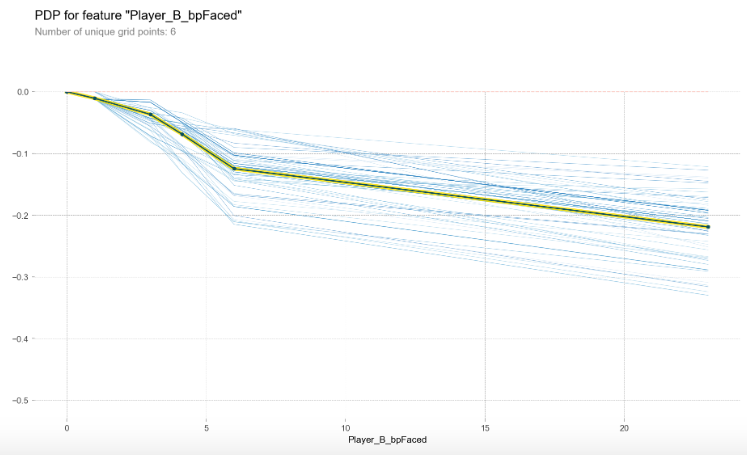 PDP for feature "Player_B_bpFaced"
Number of unique grid points: 6
0.0
−0.1
−0.2
−0.3
−0.4
−0.5
0 5 10 15 20
Player_B_bpFaced